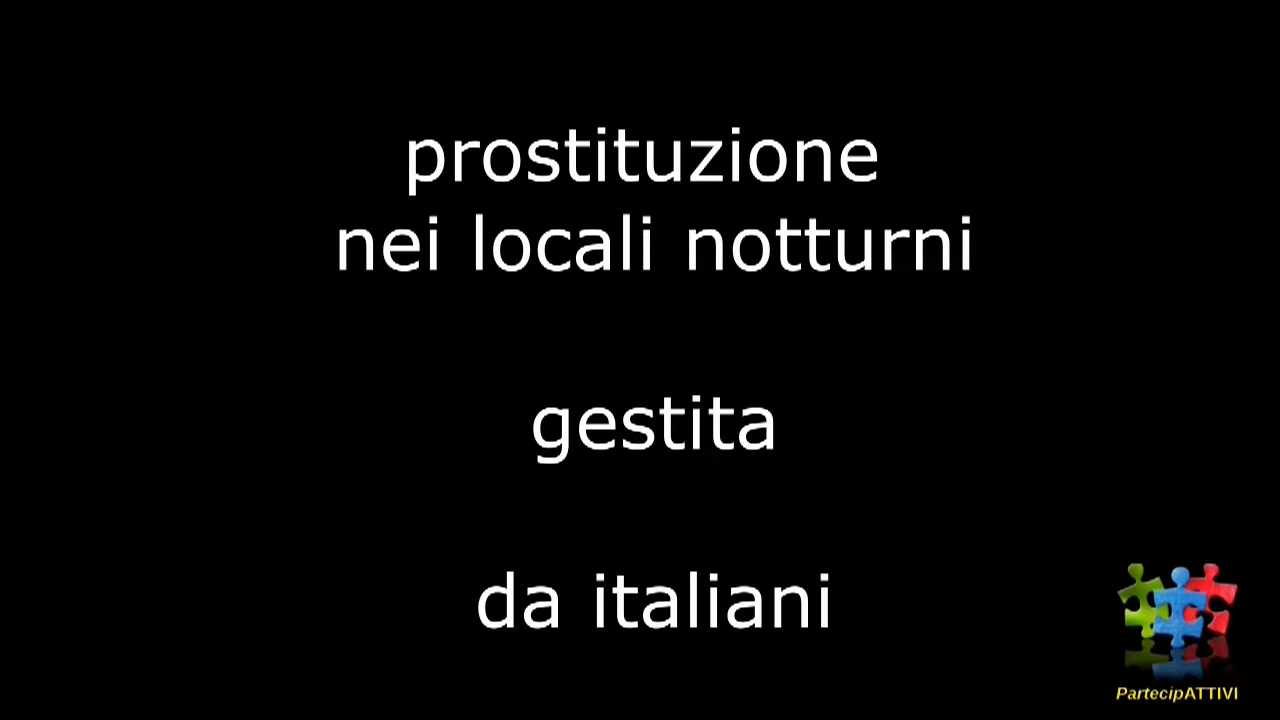 prostituzione
nei locali notturni
gestita
da italiani
PartecipATTIVI